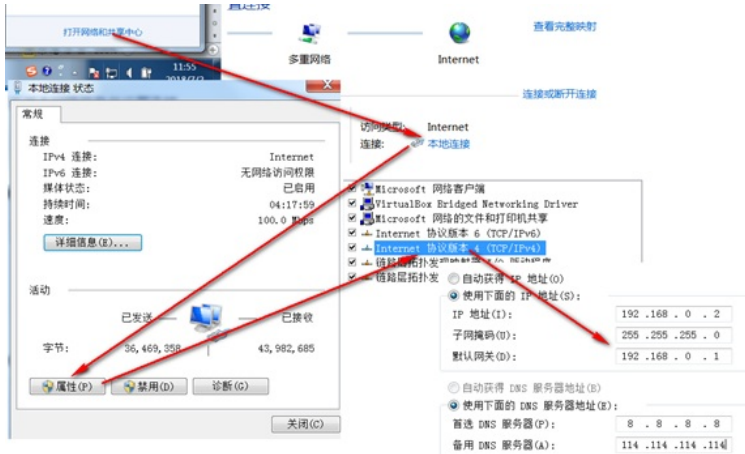 打开网络和共享中心
11:55
本地连接 状态
常规
连接
IPv4 连接: Internet
IPv6 连接: 无网络访问权限
媒体状态: 已启用
持续时间: 04:17:59
速度: 100.0 Mbps
详细信息(E)...
活动
已发送 已接收
字节: 36,469,358 43,982,685
属性(P) 禁用(D) 诊断(G)
关闭(C)
查看完整映射
多重网络 Internet
连接或断开连接
访问类型: Internet
连接: 本地连接
Microsoft 网络客户端
VirtualBox Bridged Networking Driver
Microsoft 网络的文件和打印机共享
Internet 协议版本 6 (TCP/IPv6)
Internet 协议版本 4 (TCP/IPv4)
链路层拓扑发现映射器 I/O 驱动程序
链路层拓扑发
自动获得 IP 地址(O)
使用下面的 IP 地址(S):
IP 地址(I): 192 .168 . 0 . 2
子网掩码(U): 255 .255 .255 . 0
默认网关(D): 192 .168 . 0 . 1
自动获得 DNS 服务器地址(B)
使用下面的 DNS 服务器地址(E):
首选 DNS 服务器(P): 8 . 8 . 8 . 8
备用 DNS 服务器(A): 114 .114 .114 .114